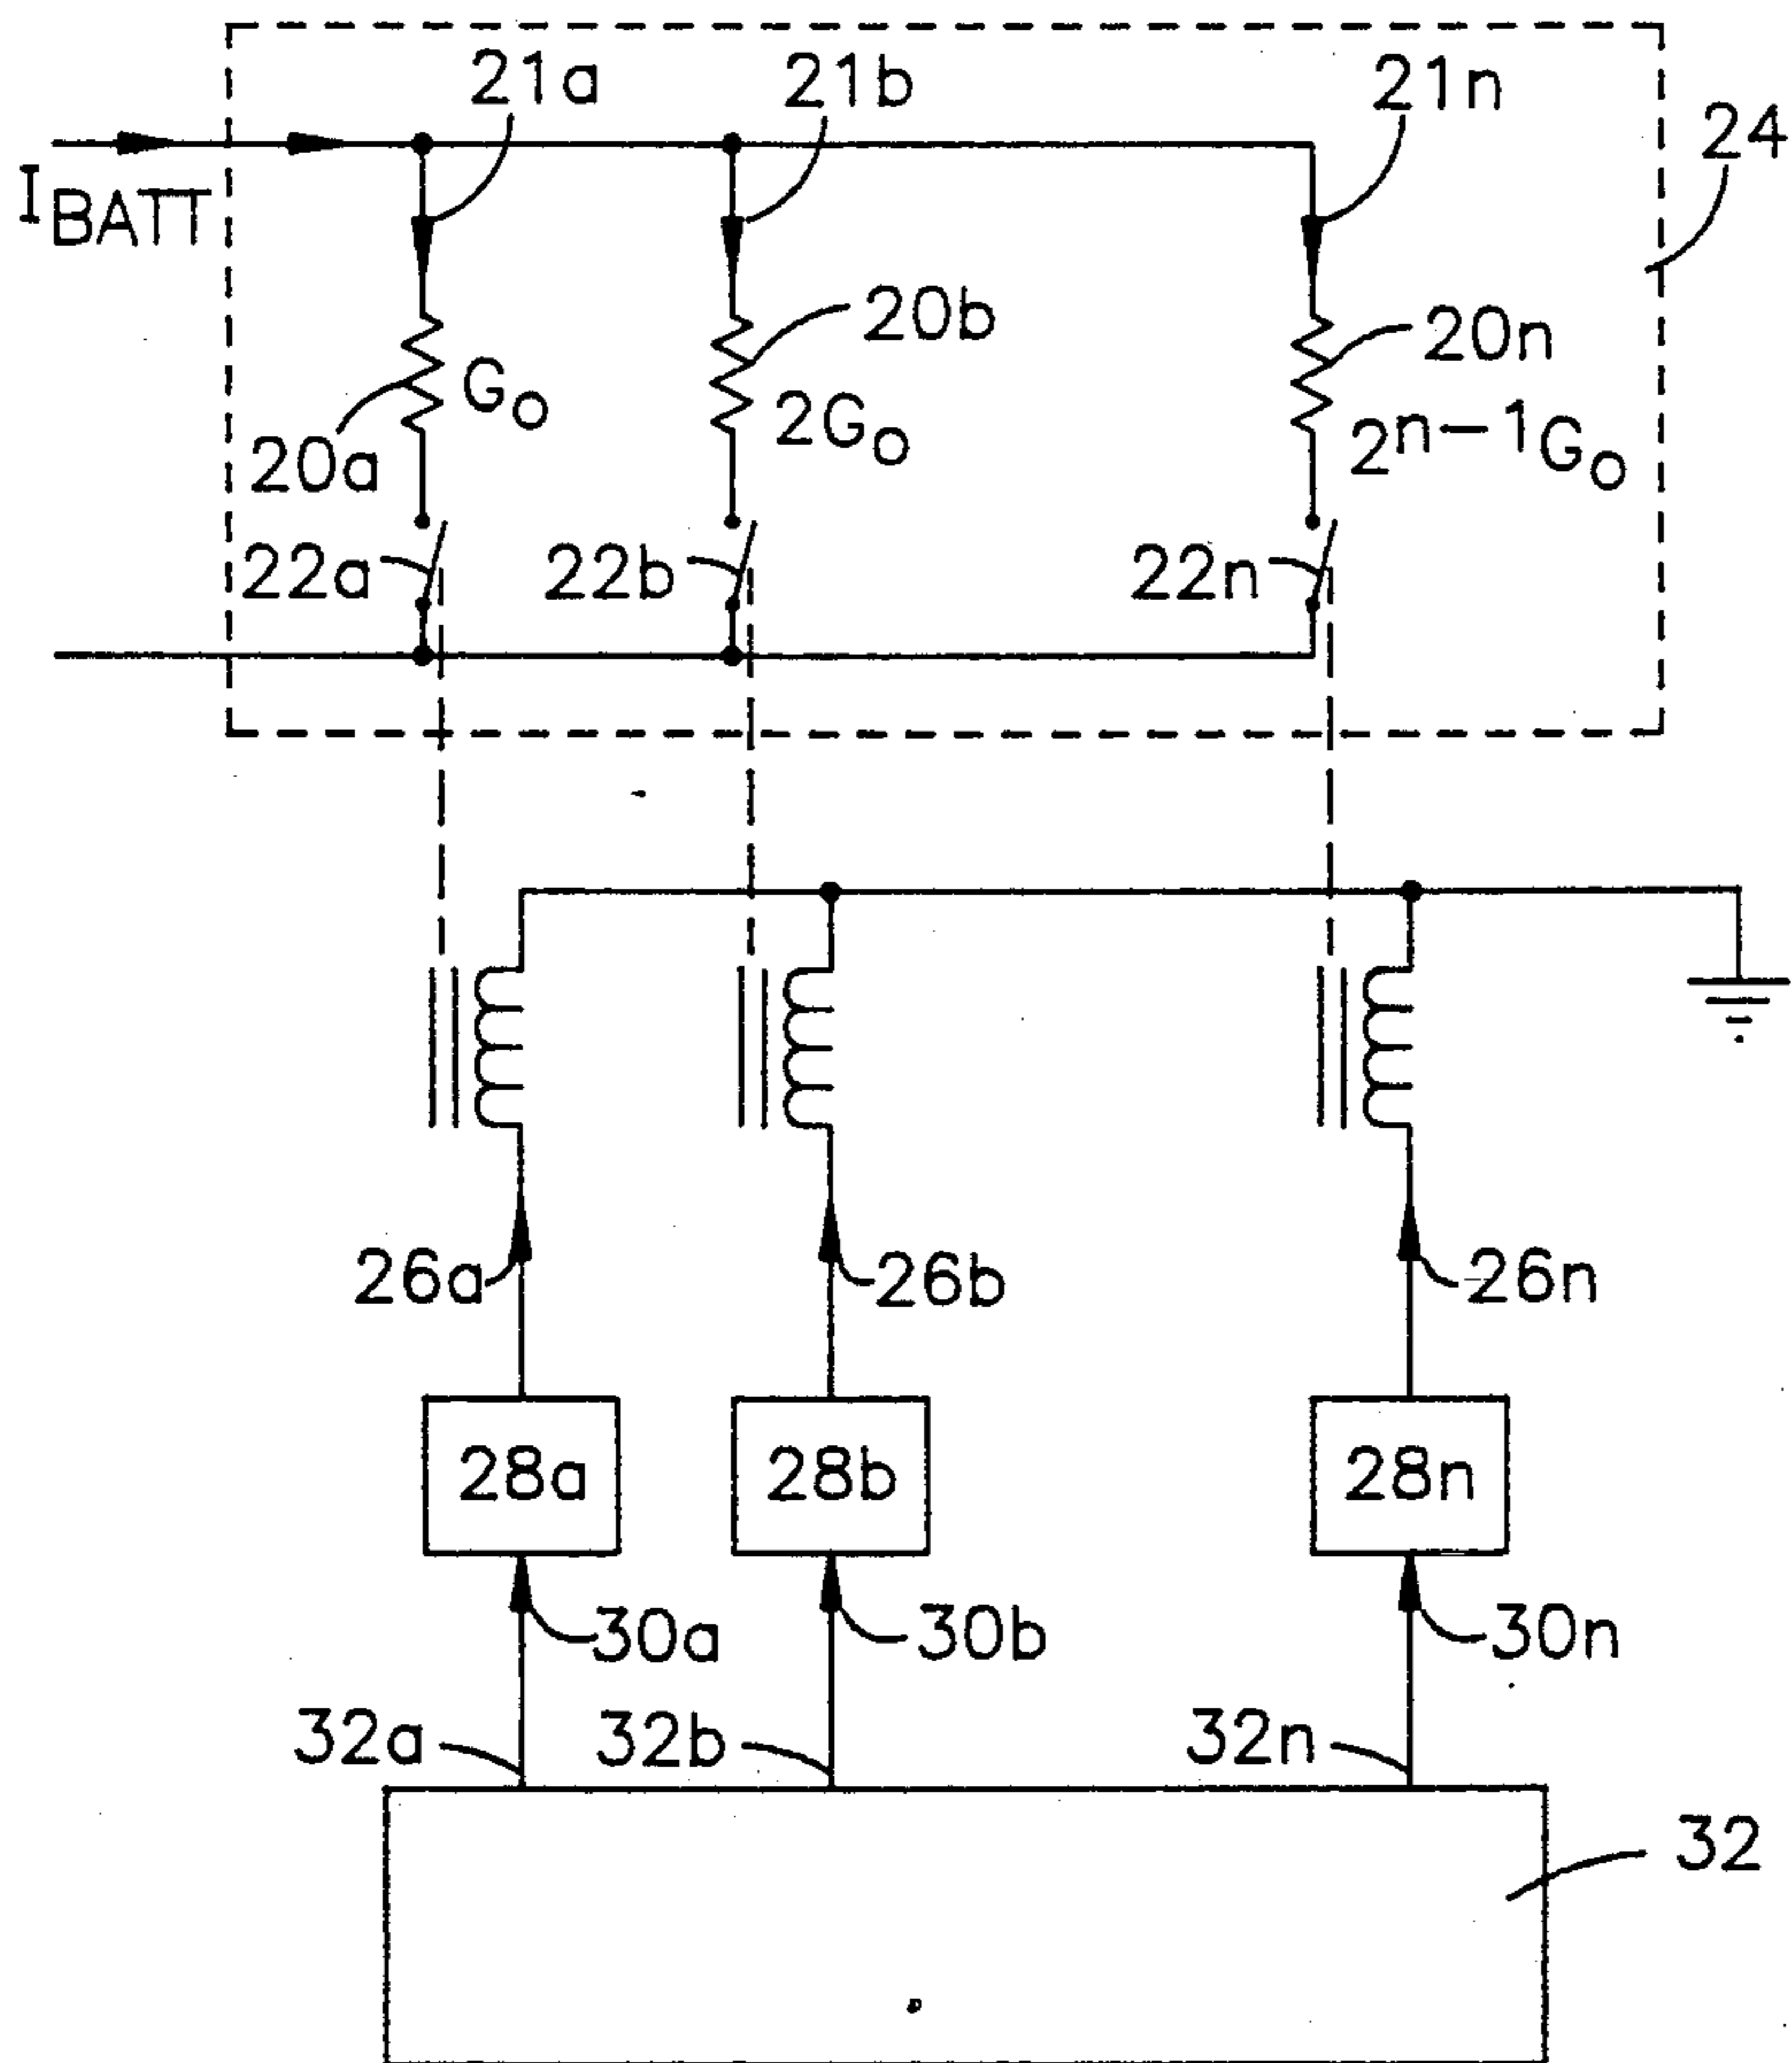 21a 21b 21n
24
I_BATT
20b 20n
G_O
2G_O
2^{n-1}G_O
20a
22a 22b 22n
26a 26b 26n
28a 28b 28n
30a 30b 30n
32a 32b 32n
32